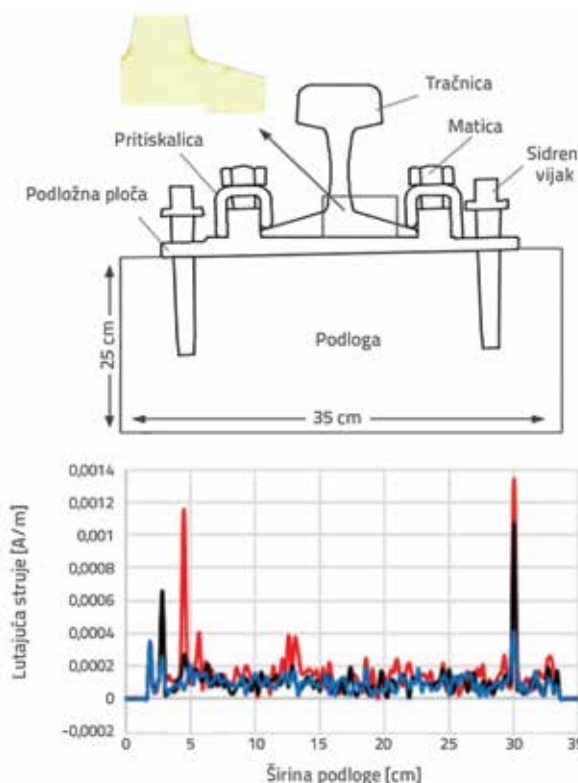 Tračnica
Matica
Pritiskalica
Sidreni
vijak
Podložna ploča
Podloga
25 cm
35 cm
Lutajuća struje [A/m]
0,0014
0,0012
0,001
0,0008
0,0006
0,0004
0,0002
0
-0,0002
0 5 10 15 20 25 30 35
Širina podloge [cm]